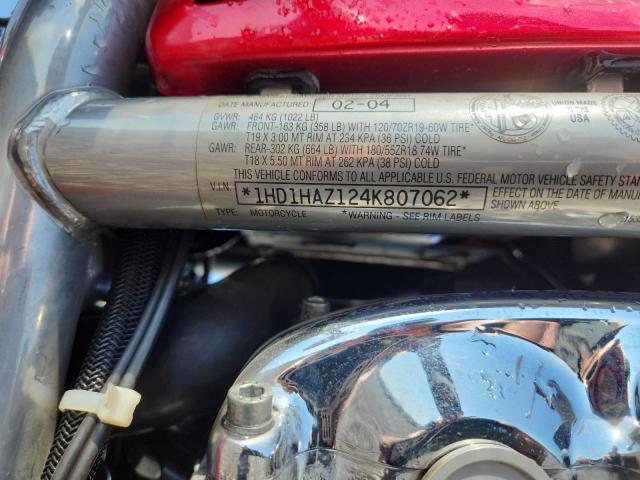 DATE MANUFACTURED: 02-04
GVWR: 464 KG (1022 LB)
GAWR: FRONT-163 KG (358 LB) WITH 120/70ZR19-60W TIRE*
T19 X 3.00 MT RIM AT 234 KPA (36 PSI) COLD
GAWR: REAR-302 KG (664 LB) WITH 180/55ZR18 74W TIRE*
T18 X 5.50 MT RIM AT 262 KPA (38 PSI) COLD
THIS VEHICLE CONFORMS TO ALL APPLICABLE U.S. FEDERAL MOTOR VEHICLE SAFETY STAN
V.I.N. *1HD1HAZ124K807062* EFFECT ON THE DATE OF MANU
SHOWN ABOVE
TYPE: MOTORCYCLE *WARNING - SEE RIM LABELS
UNION MADE
USA